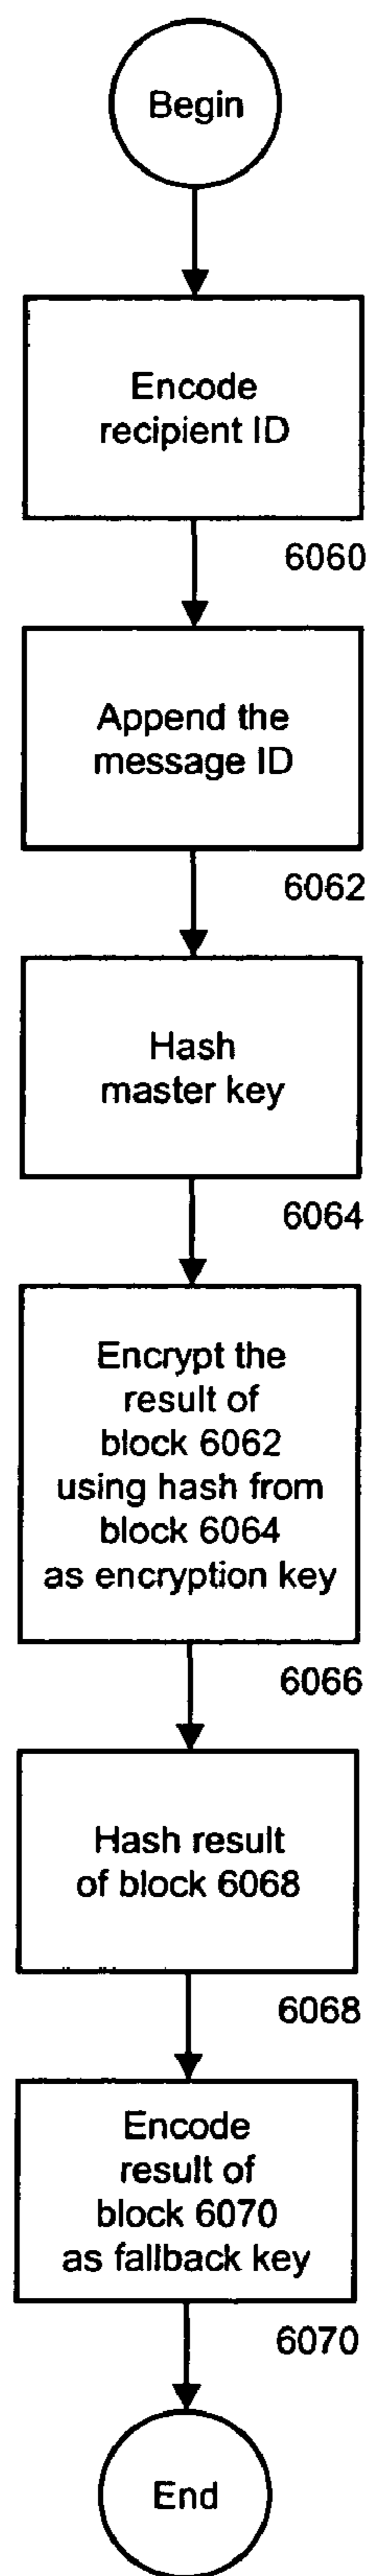 Begin
Encode
recipient ID
6060
Append the
message ID
6062
Hash
master key
6064
Encrypt the
result of
block 6062
using hash from
block 6064
as encryption key
6066
Hash result
of block 6068
6068
Encode
result of
block 6070
as fallback key
6070
End